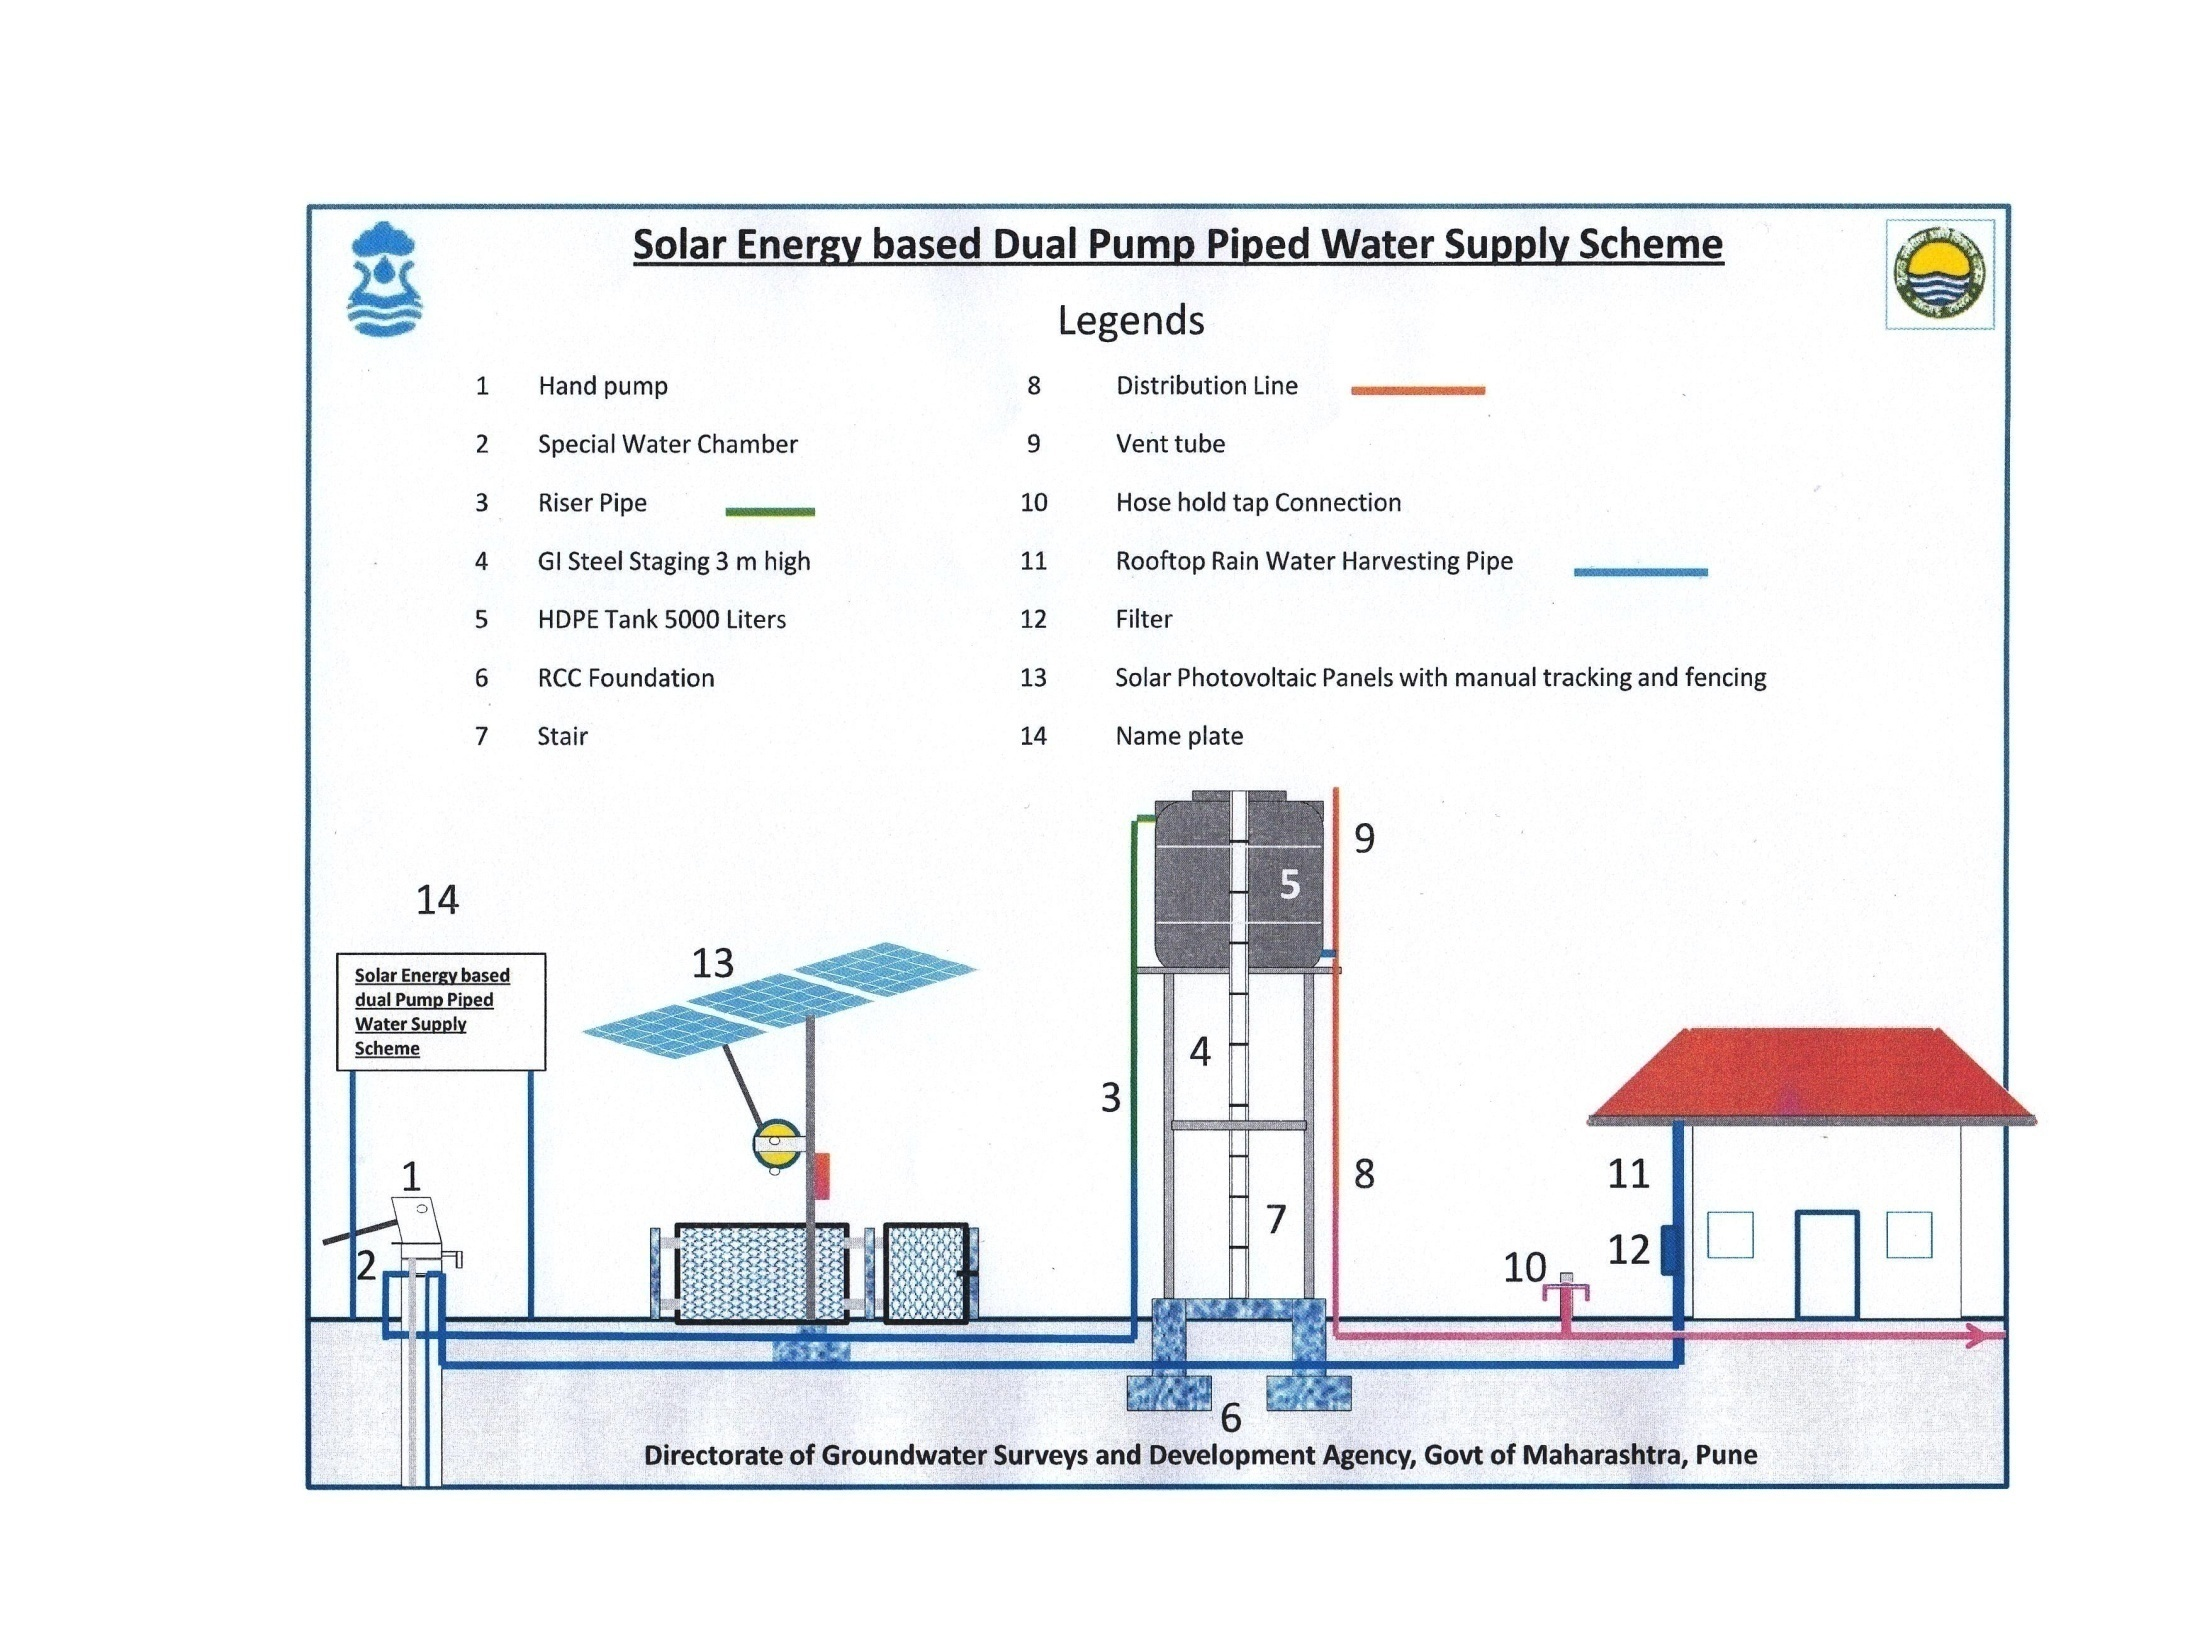 Solar Energy based Dual Pump Piped Water Supply Scheme
Legends
1 Hand pump
2 Special Water Chamber
3 Riser Pipe
4 GI Steel Staging 3 m high
5 HDPE Tank 5000 Liters
6 RCC Foundation
7 Stair
8 Distribution Line
9 Vent tube
10 Hose hold tap Connection
11 Rooftop Rain Water Harvesting Pipe
12 Filter
13 Solar Photovoltaic Panels with manual tracking and fencing
14 Name plate
14
Solar Energy based
dual Pump Piped
Water Supply
Scheme
1
2
13
3
5
9
4
8
7
6
10
11
12
Directorate of Groundwater Surveys and Development Agency, Govt of Maharashtra, Pune